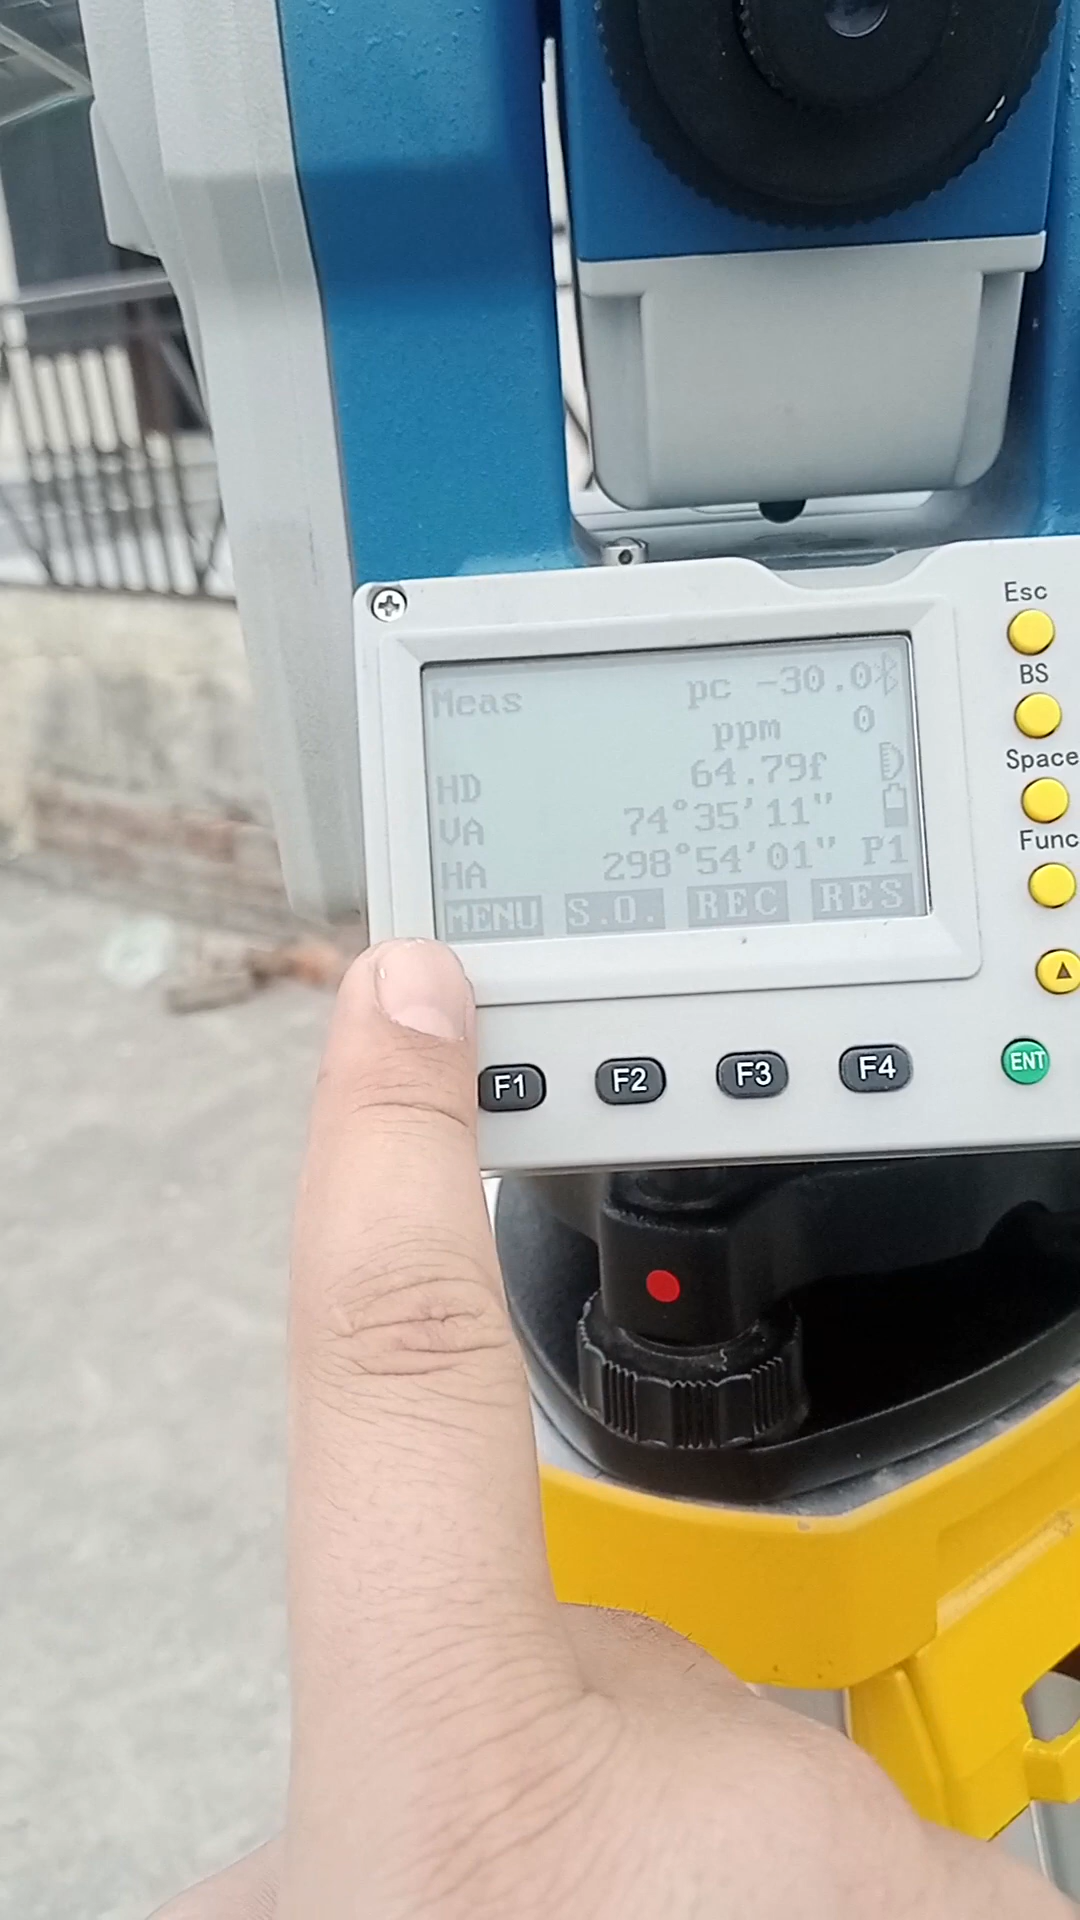 Meas pc -30.0
ppm 0
HD 64.79f
VA 74°35'11"
HA 298°54'01" P1
MENU S.O. REC RES
Esc
BS
Space
Func
F1 F2 F3 F4 ENT